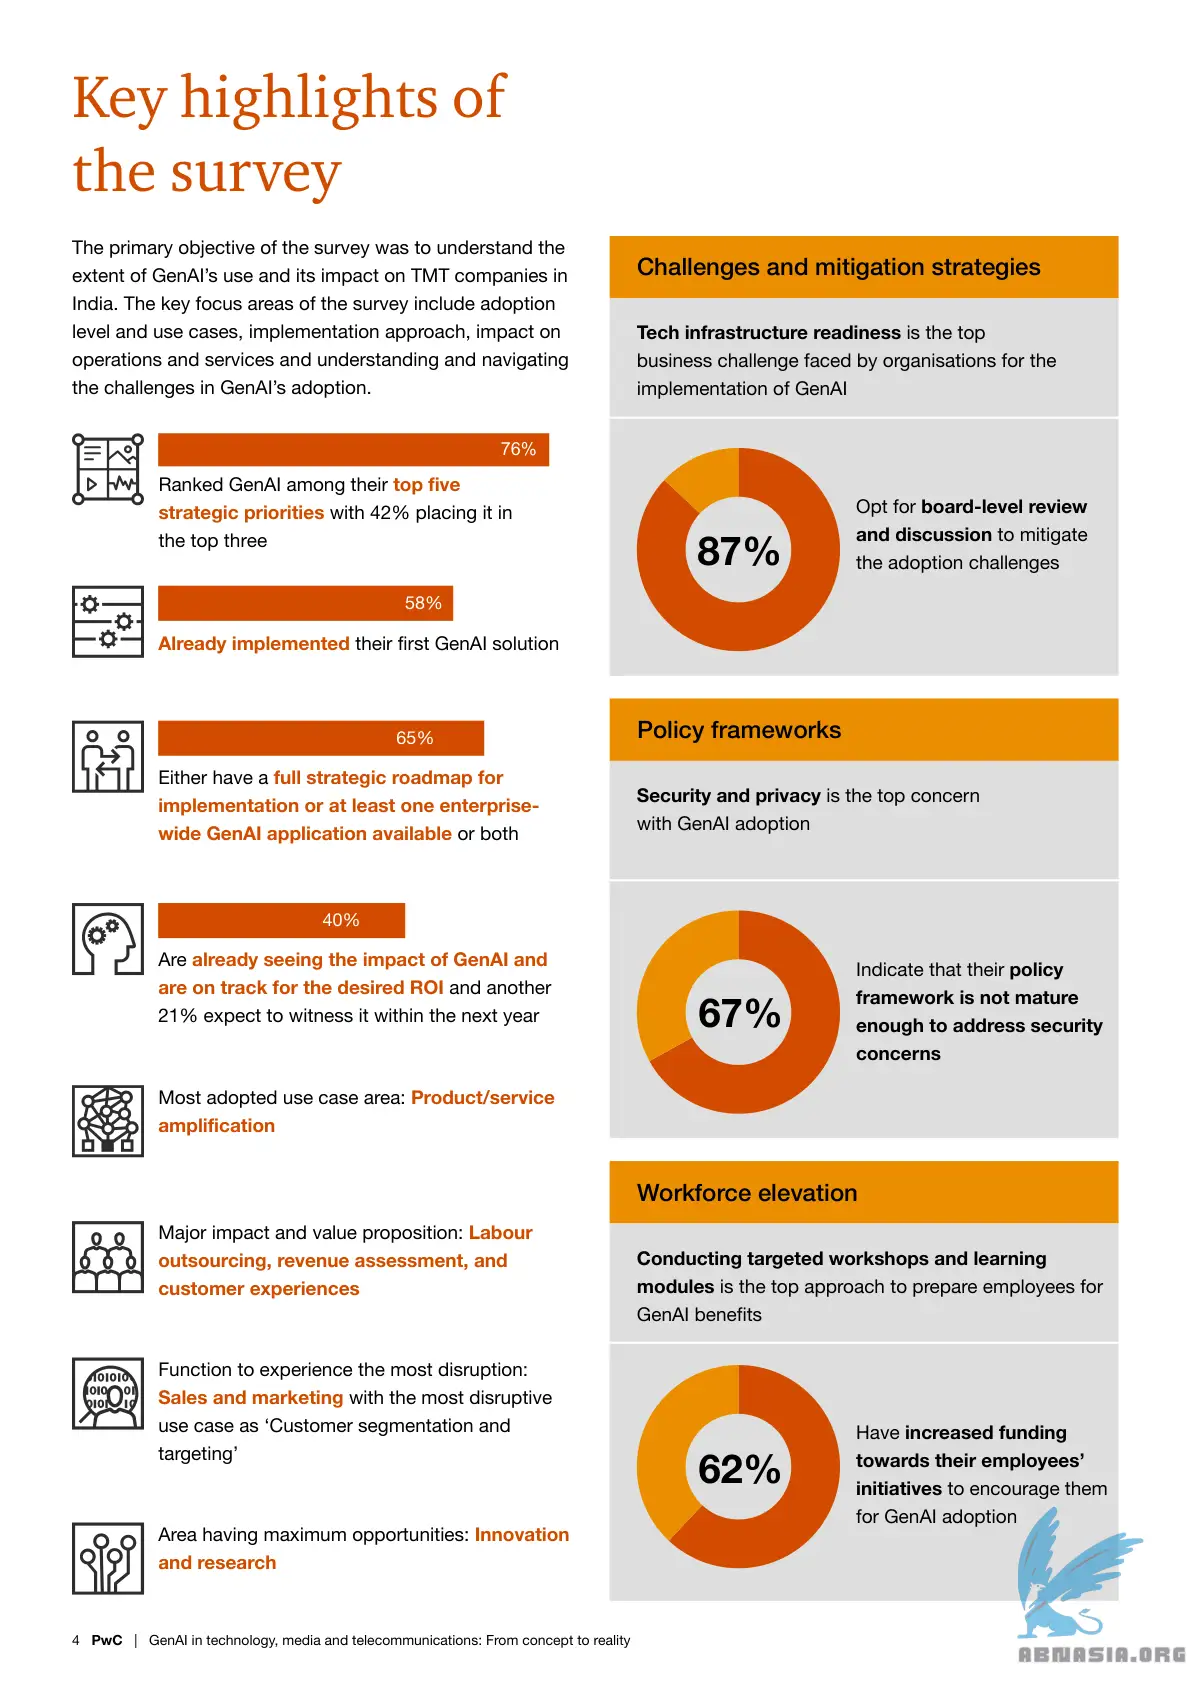 Key highlights of
the survey
The primary objective of the survey was to understand the
extent of GenAI’s use and its impact on TMT companies in
India. The key focus areas of the survey include adoption
level and use cases, implementation approach, impact on
operations and services and understanding and navigating
the challenges in GenAI’s adoption.
76%
Ranked GenAI among their top five
strategic priorities with 42% placing it in
the top three
58%
Already implemented their first GenAI solution
65%
Either have a full strategic roadmap for
implementation or at least one enterprise-
wide GenAI application available or both
40%
Are already seeing the impact of GenAI and
are on track for the desired ROI and another
21% expect to witness it within the next year
Most adopted use case area: Product/service
amplification
Major impact and value proposition: Labour
outsourcing, revenue assessment, and
customer experiences
Function to experience the most disruption:
Sales and marketing with the most disruptive
use case as ‘Customer segmentation and
targeting’
Area having maximum opportunities: Innovation
and research
Challenges and mitigation strategies
Tech infrastructure readiness is the top
business challenge faced by organisations for the
implementation of GenAI
87%
Opt for board-level review
and discussion to mitigate
the adoption challenges
Policy frameworks
Security and privacy is the top concern
with GenAI adoption
67%
Indicate that their policy
framework is not mature
enough to address security
concerns
Workforce elevation
Conducting targeted workshops and learning
modules is the top approach to prepare employees for
GenAI benefits
62%
Have increased funding
towards their employees’
initiatives to encourage them
for GenAI adoption
4 PwC | GenAI in technology, media and telecommunications: From concept to reality
ABNASIA.ORG